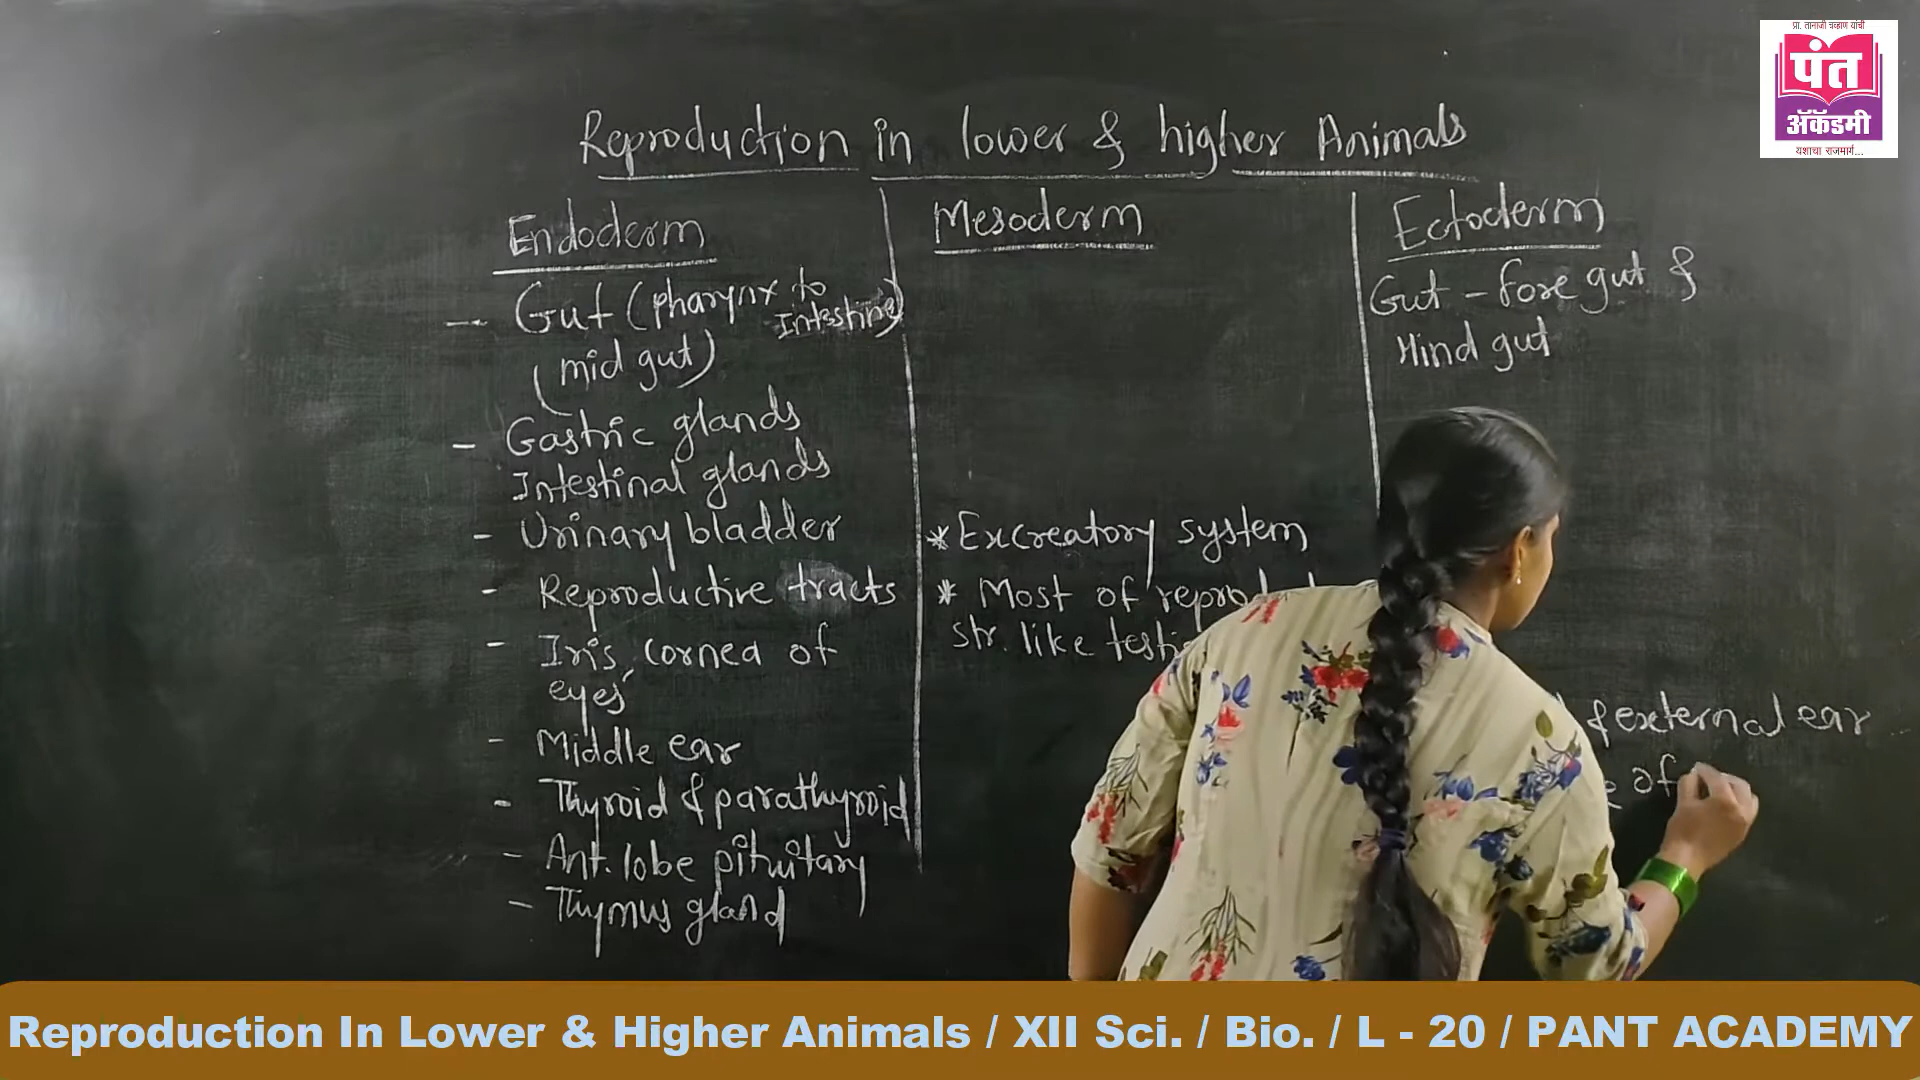 प्रा. तानाजी चव्हाण यांची
पंत
ॲकॅडमी
यशाचा राजमार्ग...
Reproduction in lower & higher Animals
Endoderm
- Gut (pharynx to Intestine)
(mid gut)
- Gastric glands
Intestinal glands
- Urinary bladder
- Reproductive tracts
- Iris, cornea of
eyes
- Middle ear
- Thyroid & parathyroid
- Ant. lobe pituitary
- Thymus gland
Mesoderm
* Excreatory system
* Most of
str. like
Ectoderm
Gut - fore gut &
Hind gut
& external ear
of
Reproduction In Lower & Higher Animals / XII Sci. / Bio. / L - 20 / PANT ACADEMY